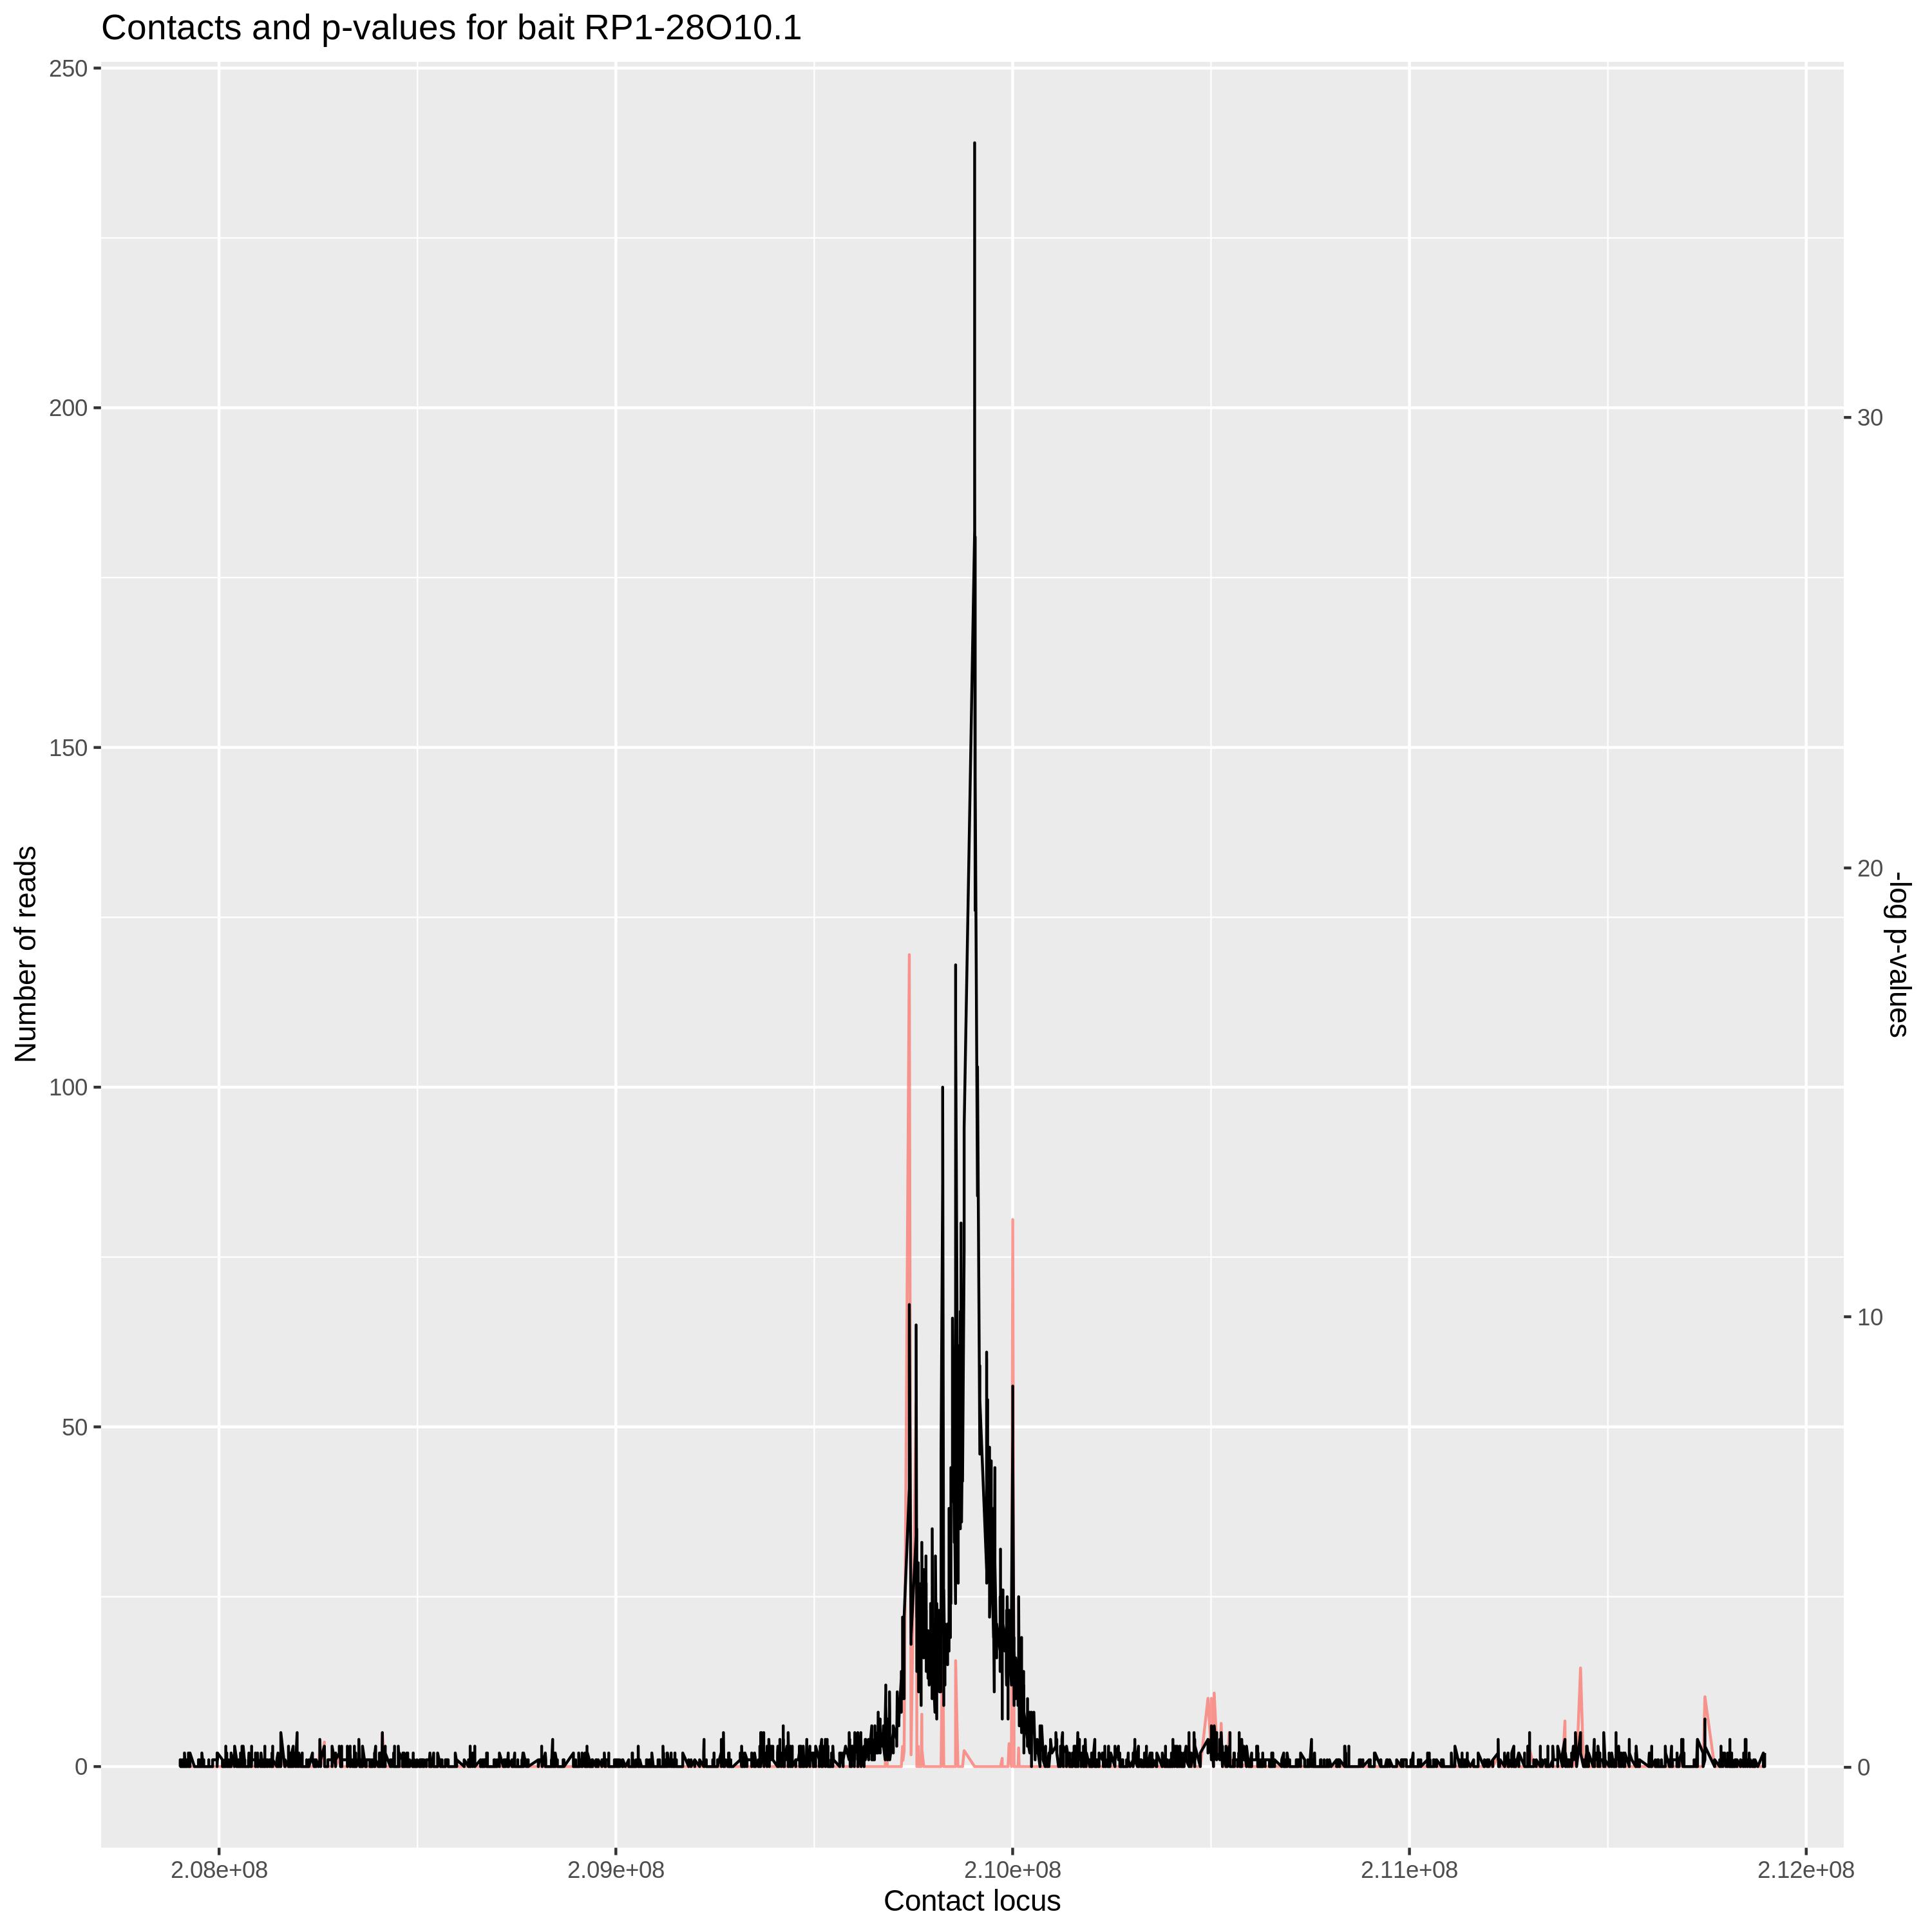 Contacts and p-values for bait RP1-28O10.1
250
200
150
100
50
0
Number of reads
30
20
10
0
-log p-values
2.08e+08
2.09e+08
2.10e+08
2.11e+08
2.12e+08
Contact locus